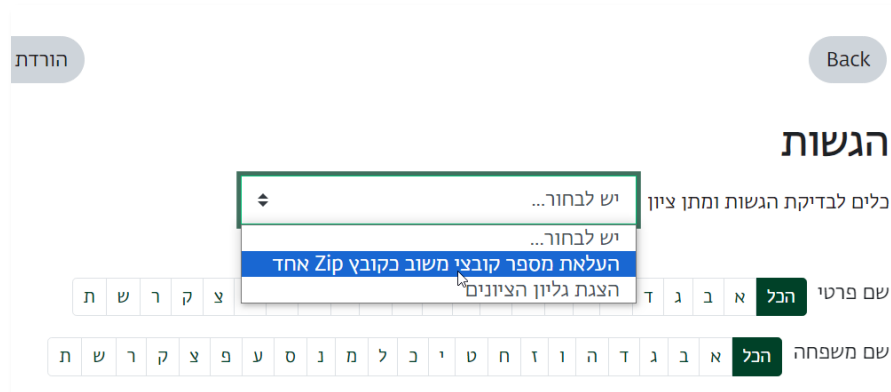 Back
הורדת
הגשות
כלים לבדיקת הגשות ומתן ציון
יש לבחור...
יש לבחור...
העלאת מספר קובצי משוב כקובץ Zip אחד
הצגת גליון הציונים
שם פרטי הכל א ב ג ד צ ק ר ש ת
שם משפחה הכל א ב ג ד ה ו ז ח ט י כ ל מ נ ס ע פ צ ק ר ש ת